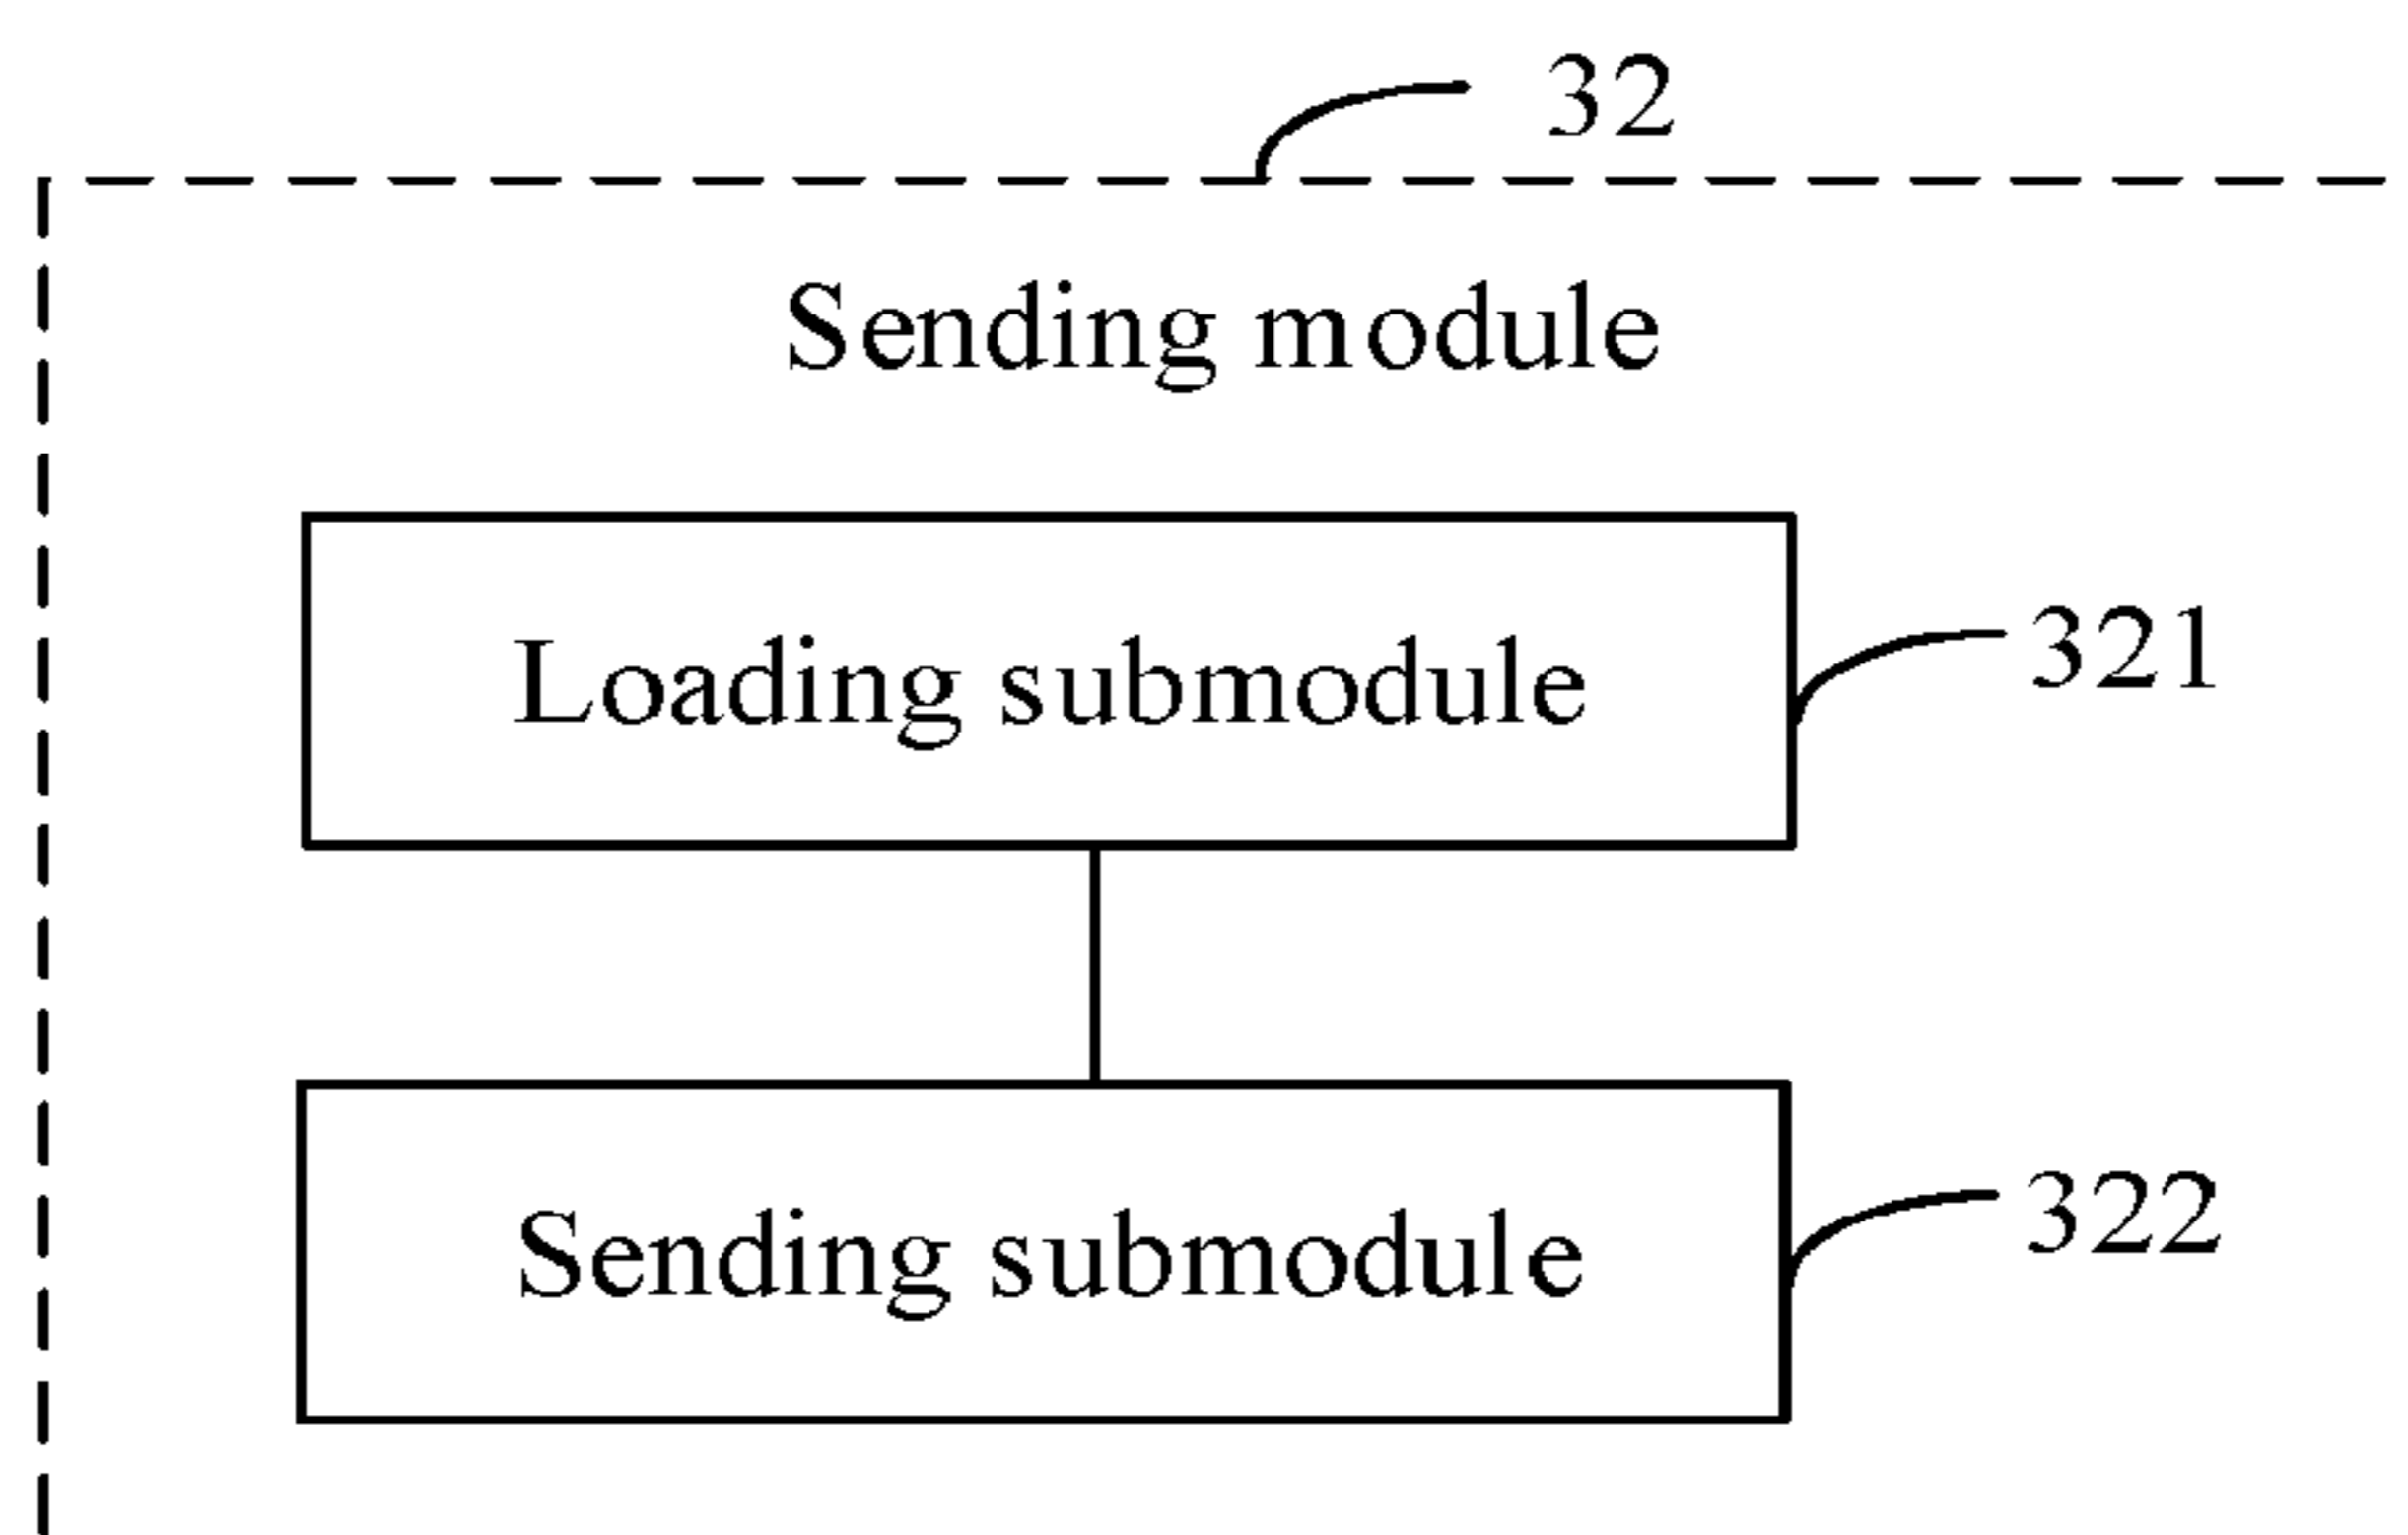 32
Sending module
Loading submodule
321
Sending submodule
322